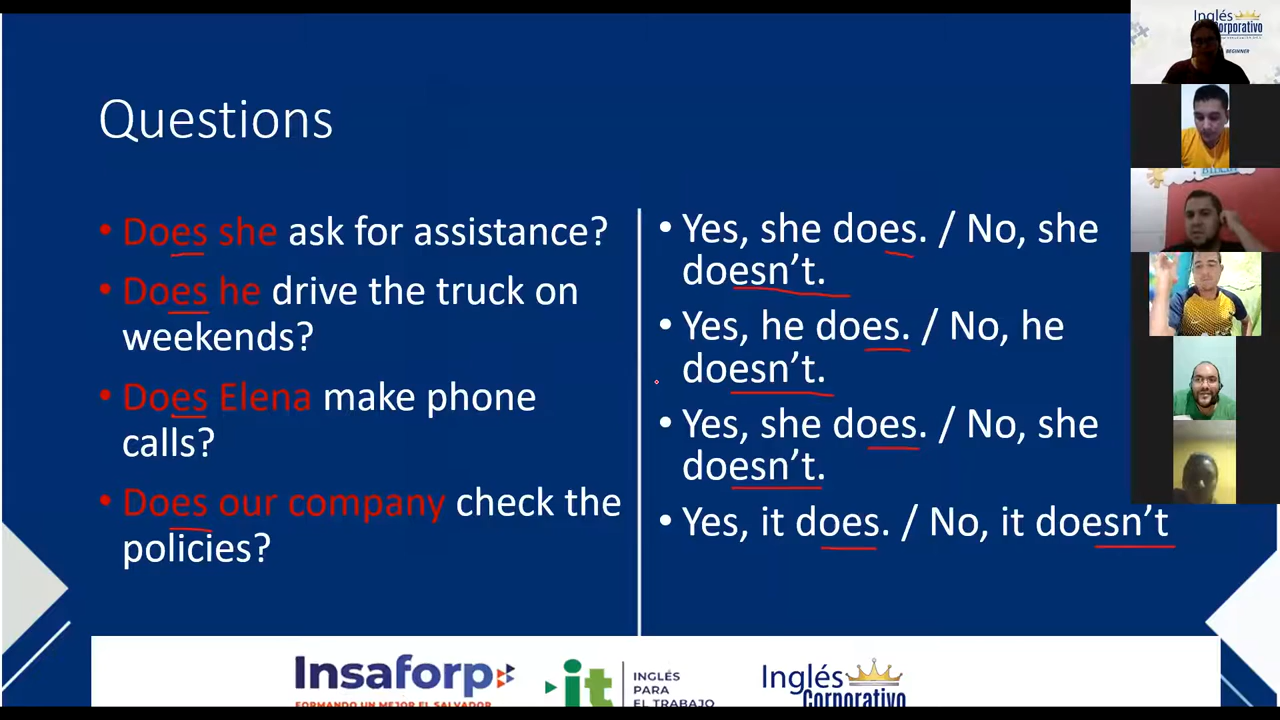 Questions
• Does she ask for assistance?
• Does he drive the truck on
weekends?
• Does Elena make phone
calls?
• Does our company check the
policies?
• Yes, she does. / No, she
doesn't.
• Yes, he does. / No, he
doesn't.
• Yes, she does. / No, she
doesn't.
• Yes, it does. / No, it doesn't
Insaforp
FORMANDO UN MEJOR EL SALVADOR
it
INGLÉS
PARA
EL TRABAJO
Inglés
Corporativo
Inglés
Corporativo
BEGINNER